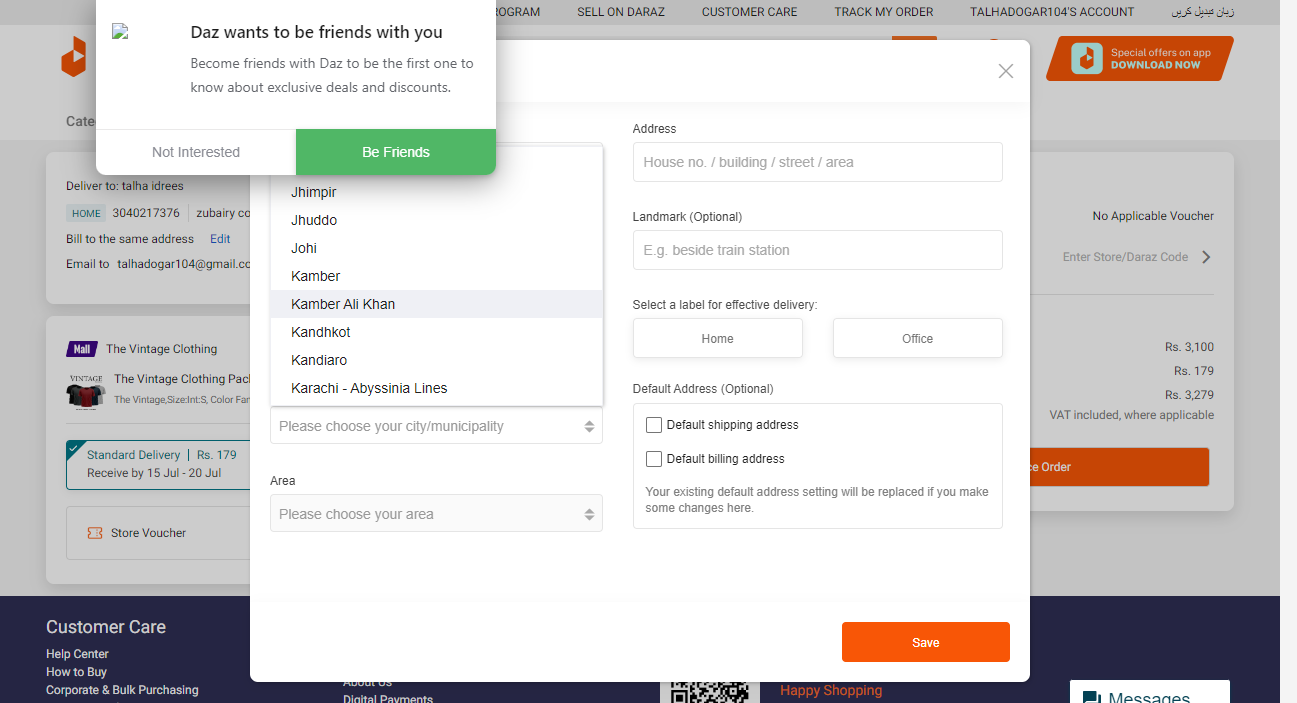 ROGRAM
SELL ON DARAZ
CUSTOMER CARE
TRACK MY ORDER
TALHADOGAR104'S ACCOUNT
زبان تبدیل کریں
Daz wants to be friends with you
Become friends with Daz to be the first one to
know about exclusive deals and discounts.
Not Interested
Be Friends
Special offers on app
DOWNLOAD NOW
Cate
Deliver to: talha idrees
HOME 3040217376 zubairy co
Bill to the same address Edit
Email to talhadogar104@gmail.co
Mall The Vintage Clothing
VINTAGE
The Vintage Clothing Pac
The Vintage,Size:Int:S, Color Fam
Standard Delivery | Rs. 179
Receive by 15 Jul - 20 Jul
Store Voucher
Jhimpir
Jhuddo
Johi
Kamber
Kamber Ali Khan
Kandhkot
Kandiaro
Karachi - Abyssinia Lines
Please choose your city/municipality
Area
Please choose your area
Address
House no. / building / street / area
Landmark (Optional)
E.g. beside train station
Select a label for effective delivery:
Home
Office
Default Address (Optional)
Default shipping address
Default billing address
Your existing default address setting will be replaced if you make
some changes here.
Save
No Applicable Voucher
Enter Store/Daraz Code
Rs. 3,100
Rs. 179
Rs. 3,279
VAT included, where applicable
ce Order
Customer Care
Help Center
How to Buy
Corporate & Bulk Purchasing
About Us
Digital Payments
Happy Shopping
Messages